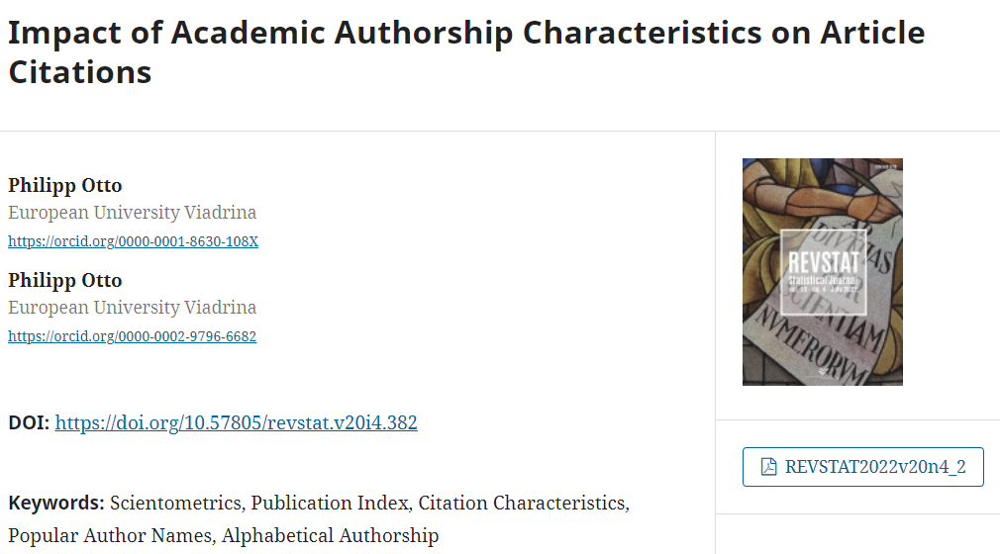 Impact of Academic Authorship Characteristics on Article
Citations
Philipp Otto
European University Viadrina
https://orcid.org/0000-0001-8630-108X
Philipp Otto
European University Viadrina
https://orcid.org/0000-0002-9796-6682
DOI: https://doi.org/10.57805/revstat.v20i4.382
Keywords: Scientometrics, Publication Index, Citation Characteristics,
Popular Author Names, Alphabetical Authorship
REVSTAT
Statistical Journal
SCIENTIAM
NVMERORVM
REVSTAT2022v20n4_2